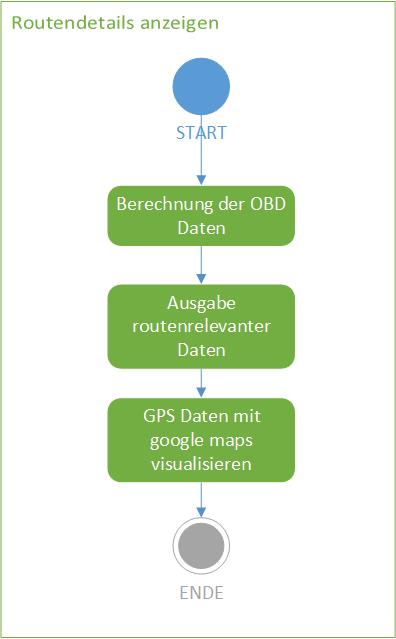 Routendetails anzeigen
START
Berechnung der OBD
Daten
Ausgabe
routenrelevanter
Daten
GPS Daten mit
google maps
visualisieren
ENDE